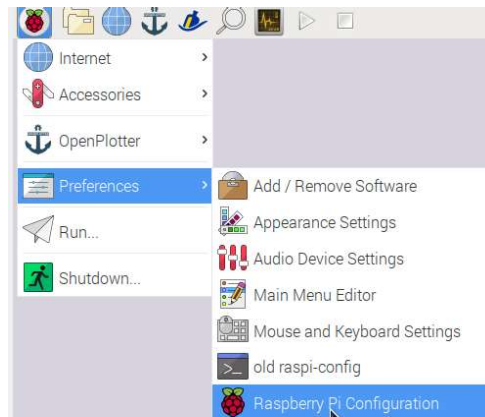 Internet
Accessories
OpenPlotter
Preferences
Run...
Shutdown...
Add / Remove Software
Appearance Settings
Audio Device Settings
Main Menu Editor
Mouse and Keyboard Settings
old raspi-config
Raspberry Pi Configuration